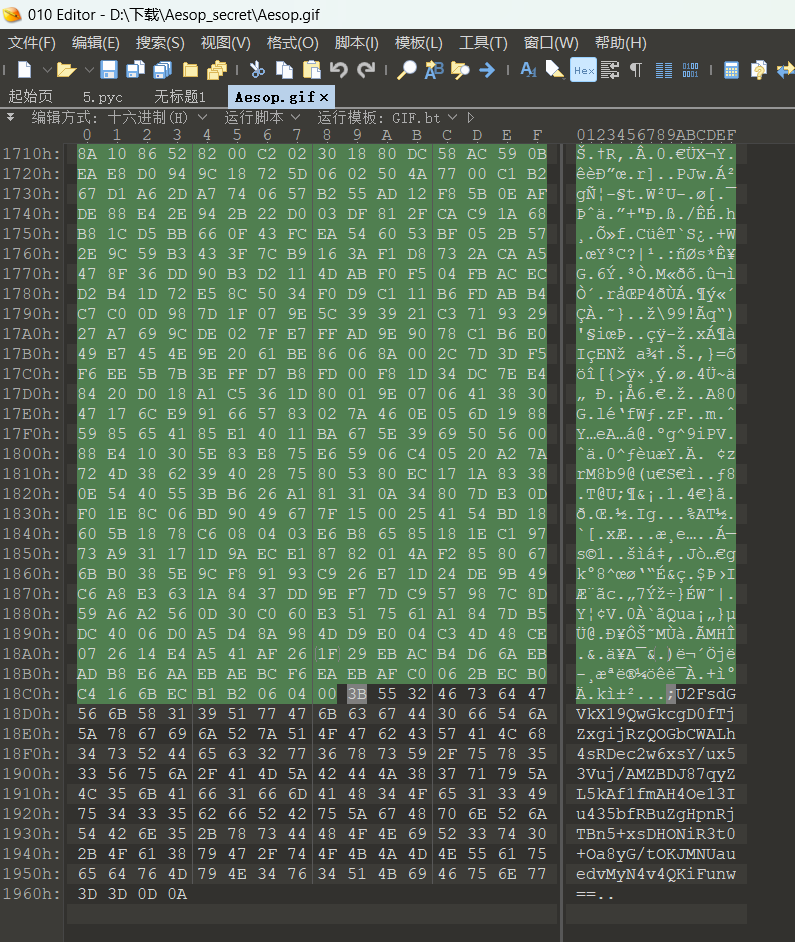 010 Editor - D:\下载\Aesop_secret\Aesop.gif
文件(F) 编辑(E) 搜索(S) 视图(V) 格式(O) 脚本(I) 模板(L) 工具(T) 窗口(W) 帮助(H)
起始页 5.pyc 无标题1 Aesop.gif ×
编辑方式: 十六进制(H) 运行脚本 运行模板: GIF.bt
0 1 2 3 4 5 6 7 8 9 A B C D E F 0123456789ABCDEF
1710h: 8A 10 86 52 82 00 C2 02 30 18 80 DC 58 AC 59 0B Š.†R‚.Â.0.€ÜX¬Y.
1720h: EA E8 D0 94 9C 18 72 5D 06 02 50 4A 77 00 C1 B2 êèÐ”œ.r]..PJw.Á²
1730h: 67 D1 A6 2D A7 74 06 57 B2 55 AD 12 F8 5B 0E AF gÑ¦-§t.W²U-.ø[.¯
1740h: DE 88 E4 2E 94 2B 22 D0 03 DF 81 2F CA C9 1A 68 Þˆä.”+"Ð.ß./ÊÉ.h
1750h: B8 1C D5 BB 66 0F 43 FC EA 54 60 53 BF 05 2B 57 ¸.Õ»f.CüêT`S¿.+W
1760h: 2E 9C 59 B3 43 3F 7C B9 16 3A F1 D8 73 2A CA A5 .œY³C?|¹.:ñØs*Ê¥
1770h: 47 8F 36 DD 90 B3 D2 11 4D AB F0 F5 04 FB AC EC G.6Ý.³Ò.M«ðõ.û¬ì
1780h: D2 B4 1D 72 E5 8C 50 34 F0 D9 C1 11 B6 FD AB B4 Ò´.råŒP4ðÙÁ.¶ý«´
1790h: C7 C0 0D 98 7D 1F 07 9E 5C 39 39 21 C3 71 93 29 ÇÀ.˜}..ž\99!Ãq“)
17A0h: 27 A7 69 9C DE 02 7F E7 FF AD 9E 90 78 C1 B6 E0 '§iœÞ..çÿ-ž.xÁ¶à
17B0h: 49 E7 45 4E 9E 20 61 BE 86 06 8A 00 2C 7D 3D F5 IçENž a¾†.Š.,}=õ
17C0h: F6 EE 5B 7B 3E FF D7 B8 FD 00 F8 1D 34 DC 7E E4 öî[{>ÿ×¸ý.ø.4Ü~ä
17D0h: 84 20 D0 18 A1 C5 36 1D 80 01 9E 07 06 41 38 30 „ Ð.¡Å6.€.ž..A80
17E0h: 47 17 6C E9 91 66 57 83 02 7A 46 0E 05 6D 19 88 G.lé‘fWƒ.zF..m.ˆ
17F0h: 59 85 65 41 85 E1 40 11 BA 67 5E 39 69 50 56 00 Y…eA…á@.ºg^9iPV.
1800h: 88 E4 10 30 5E 83 E8 75 E6 59 06 C4 05 20 A2 7A ˆä.0^ƒèuæY.Ä. ¢z
1810h: 72 4D 38 62 39 40 28 75 80 53 80 EC 17 1A 83 38 rM8b9@(u€S€ì..ƒ8
1820h: 0E 54 40 55 3B B6 26 A1 81 31 0A 34 80 7D E3 0D .T@U;¶&¡.1.4€}ã.
1830h: F0 1E 8C 06 BD 90 49 67 7F 15 00 25 41 54 BD 18 ð.Œ.½.Ig...%AT½.
1840h: 60 5B 18 78 C6 08 04 03 E6 B8 65 85 18 1E C1 97 `[.xÆ...æ¸e…..Á—
1850h: 73 A9 31 17 1D 9A EC E1 87 82 01 4A F2 85 80 67 s©1..šìá‡‚.Jò…€g
1860h: 6B B0 38 5E 9C F8 91 93 C9 26 E7 1D 24 DE 9B 49 k°8^œø‘“É&ç.$Þ›I
1870h: C6 A8 E3 63 1A 84 37 DD 9E F7 7D C9 57 98 7C 8D Æ¨ãc.„7Ýž÷}ÉW˜|.
1880h: 59 A6 A2 56 0D 30 C0 60 E3 51 75 61 A1 84 7D B5 Y¦¢V.0À`ãQua¡„}µ
1890h: DC 40 06 D0 A5 D4 8A 98 4D D9 E0 04 C3 4D 48 CE Ü@.Ð¥ÔŠ˜MÙà.ÃMHÎ
18A0h: 07 26 14 E4 A5 41 AF 26 1F 29 EB AC B4 D6 6A EB .&.ä¥A¯&.)ë¬´Öjë
18B0h: AD B8 E6 AA EB AE BC F6 EA EB AF C0 06 2B EC B0 -¸æªë®¼öêë¯À.+ì°
18C0h: C4 16 6B EC B1 B2 06 04 00 3B 55 32 46 73 64 47 Ä.kì±²...;U2FsdG
18D0h: 56 6B 58 31 39 51 77 47 6B 63 67 44 30 66 54 6A VkX19QwGkcgD0fTj
18E0h: 5A 78 67 69 6A 52 7A 51 4F 47 62 43 57 41 4C 68 ZxgijRzQOGbCWALh
18F0h: 34 73 52 44 65 63 32 77 36 78 73 59 2F 75 78 35 4sRDec2w6xsY/ux5
1900h: 33 56 75 6A 2F 41 4D 5A 42 44 4A 38 37 71 79 5A 3Vuj/AMZBDJ87qyZ
1910h: 4C 35 6B 41 66 31 66 6D 41 48 34 4F 65 31 33 49 L5kAf1fmAH4Oe13I
1920h: 75 34 33 35 62 66 52 42 75 5A 67 48 70 6E 52 6A u435bfRBuZgHpnRj
1930h: 54 42 6E 35 2B 78 73 44 48 4F 4E 69 52 33 74 30 TBn5+xsDHONiR3t0
1940h: 2B 4F 61 38 79 47 2F 74 4F 4B 4A 4D 4E 55 61 75 +Oa8yG/tOKJMNUau
1950h: 65 64 76 4D 79 4E 34 76 34 51 4B 69 46 75 6E 77 edvMyN4v4QKiFunw
1960h: 3D 3D 0D 0A ==..